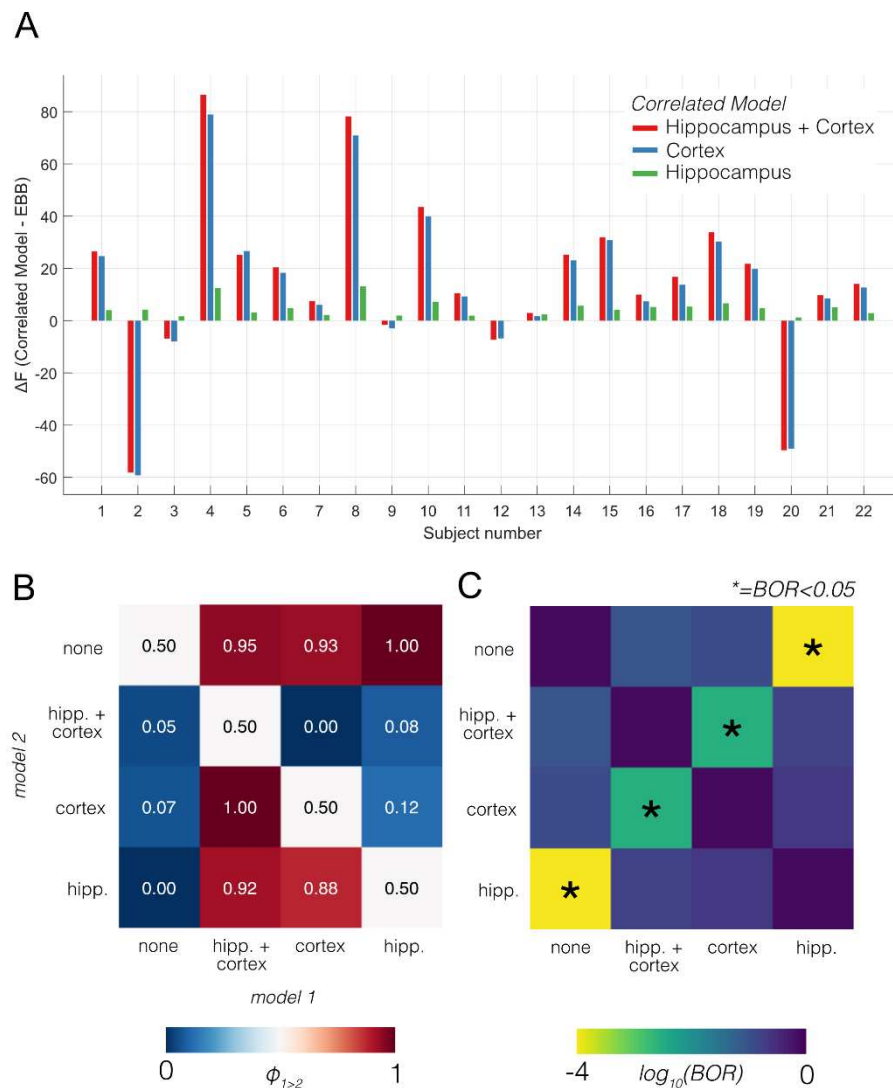 A
Correlated Model
Hippocampus + Cortex
Cortex
Hippocampus
ΔF (Correlated Model - EBB)
80
60
40
20
0
-20
-40
-60
1 2 3 4 5 6 7 8 9 10 11 12 13 14 15 16 17 18 19 20 21 22
Subject number
B
model 2
none 0.50 0.95 0.93 1.00
hipp. +
cortex
0.05 0.50 0.00 0.08
cortex 0.07 1.00 0.50 0.12
hipp. 0.00 0.92 0.88 0.50
none hipp. + cortex hipp.
cortex
model 1
0 1
ϕ1>2
C
*=BOR<0.05
none *
hipp. +
cortex
*
cortex *
hipp. *
none hipp. + cortex hipp.
cortex
-4 0
log10(BOR)